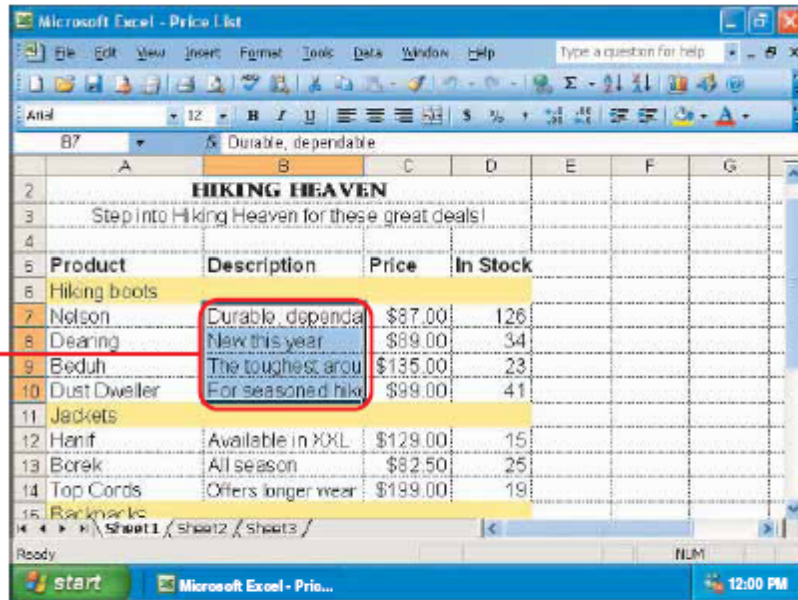 Microsoft Excel - Price List
File Edit View Insert Format Tools Data Window Help Type a question for help
Arial 12 B I U $ % ,
B7 fx Durable, dependable
A B C D E F G
2 HIKING HEAVEN
3 Step into Hiking Heaven for these great deals!
4
5 Product Description Price In Stock
6 Hiking boots
7 Nelson Durable, dependa $87.00 126
8 Dearing New this year $89.00 34
9 Beduh The toughest arou $135.00 23
10 Dust Dweller For seasoned hike $99.00 41
11 Jackets
12 Hanif Available in XXL $129.00 15
13 Borek All season $82.50 25
14 Top Cords Offers longer wear $199.00 19
15 Backpacks
Sheet1 / Sheet2 / Sheet3 /
Ready NUM
start Microsoft Excel - Pric... 12:00 PM